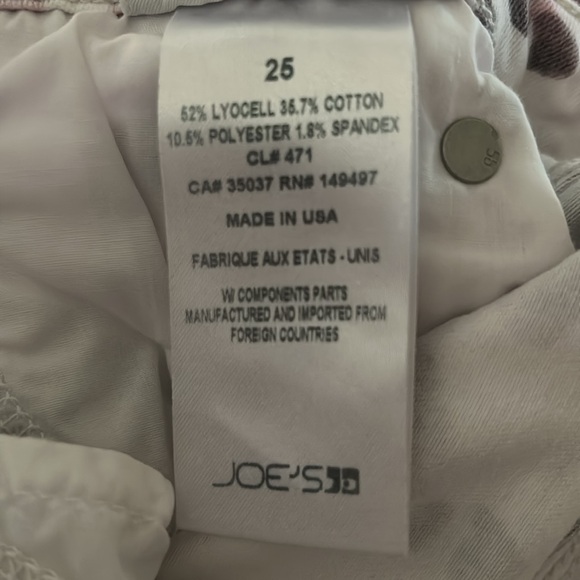 25
52% LYOCELL 35.7% COTTON
10.5% POLYESTER 1.8% SPANDEX
CL# 471
CA# 35037 RN# 149497
MADE IN USA
FABRIQUE AUX ETATS - UNIS
W/ COMPONENTS PARTS
MANUFACTURED AND IMPORTED FROM
FOREIGN COUNTRIES
JOE'S